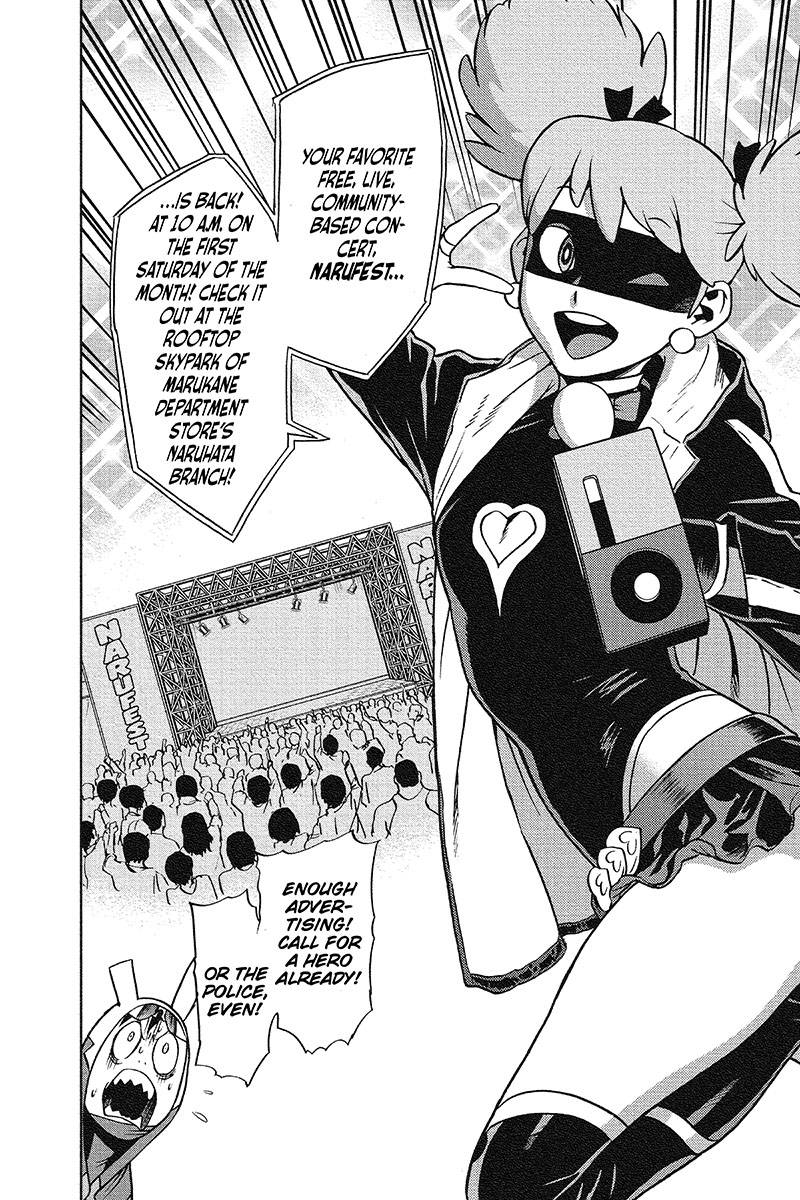 YOUR FAVORITE
FREE, LIVE,
COMMUNITY-
BASED CON-
CERT,
NARUFEST...
...IS BACK!
AT 10 A.M. ON
THE FIRST
SATURDAY OF THE
MONTH! CHECK IT
OUT AT THE
ROOFTOP
SKYPARK OF
MARUKANE
DEPARTMENT
STORE'S
NARUHATA
BRANCH!
NARUFEST
NARF
ENOUGH
ADVER-
TISING!
CALL FOR
A HERO
ALREADY!
OR THE
POLICE,
EVEN!